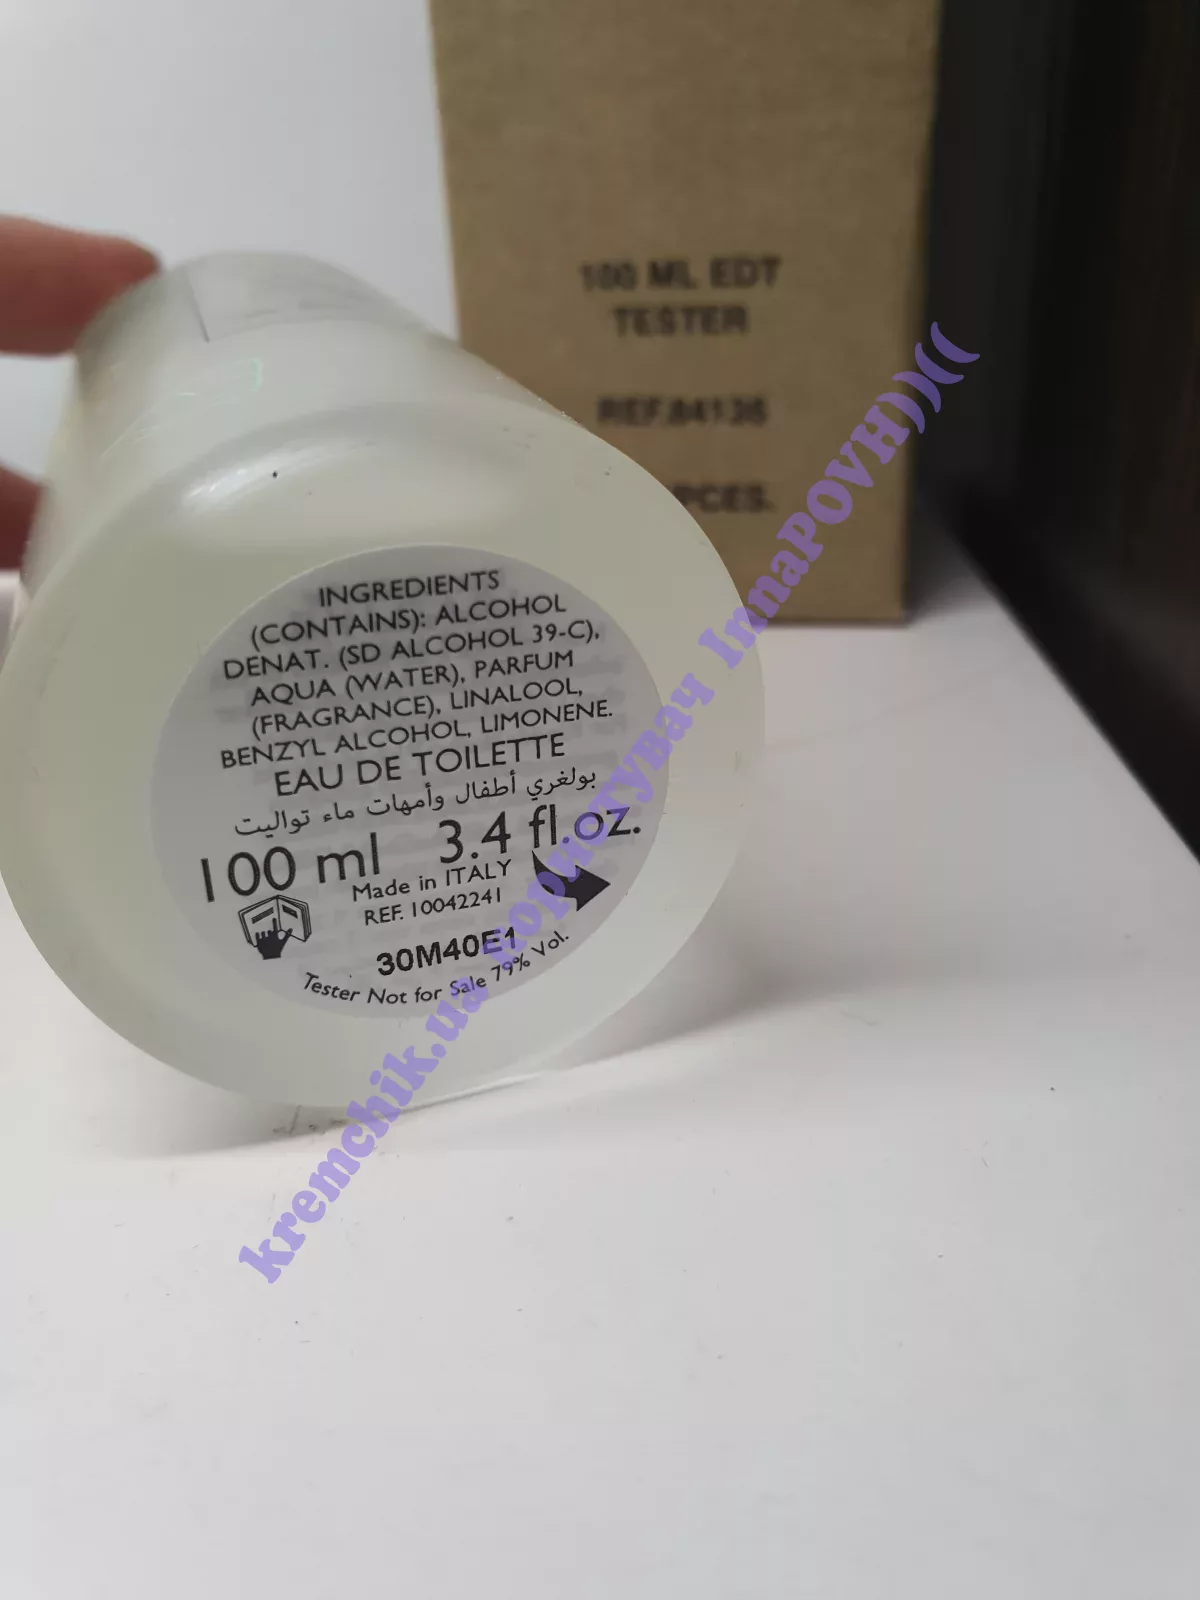 100 ML EDT
TESTER
REF.84136
PCES.
INGREDIENTS
(CONTAINS): ALCOHOL
DENAT. (SD ALCOHOL 39-C),
AQUA (WATER), PARFUM
(FRAGRANCE), LINALOOL,
BENZYL ALCOHOL, LIMONENE.
EAU DE TOILETTE
بولغري أطفال وأمهات ماء تواليت
100 ml 3.4 fl.oz.
Made in ITALY
REF. 10042241
30M40E1
Tester Not for Sale 79% Vol.
kremchik.ua користувач InnaPOVH))((